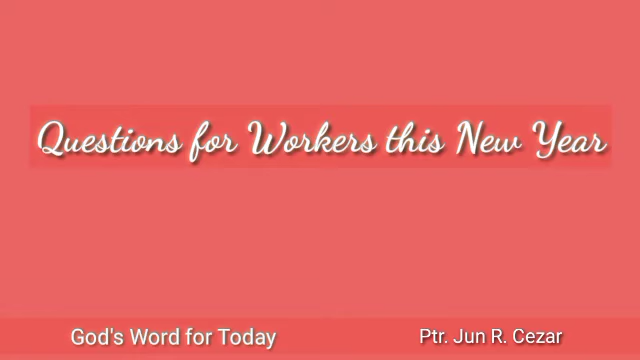 Questions for Workers this New Year
God's Word for Today
Ptr. Jun R. Cezar